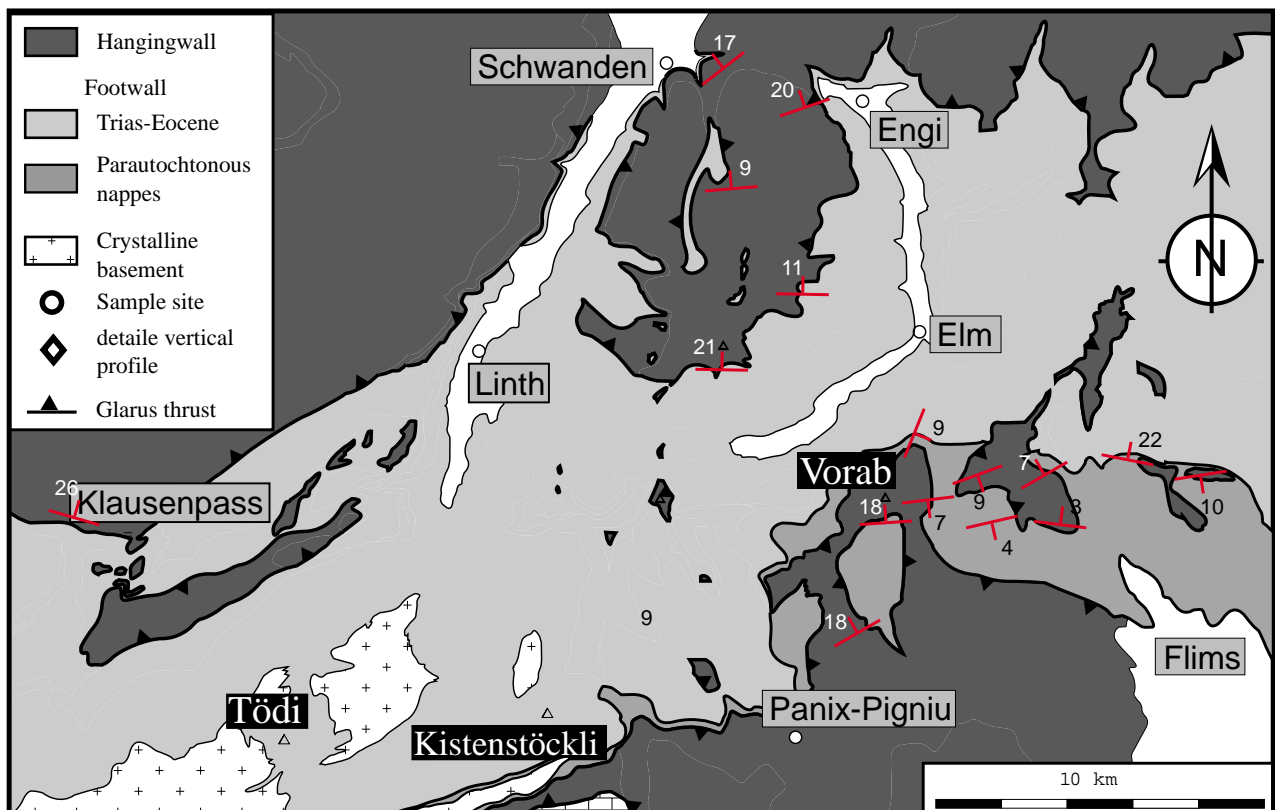 Hangingwall
Footwall
Trias-Eocene
Parautochtonous
nappes
Crystalline
basement
Sample site
detaile vertical
profile
Glarus thrust
Schwanden
17
20
Engi
9
N
11
21
Elm
Linth
9
22
Vorab
7
26
Klausenpass
18
7
9
3
10
4
9
18
Flims
Tödi
Panix-Pigniu
Kistenstöckli
10 km